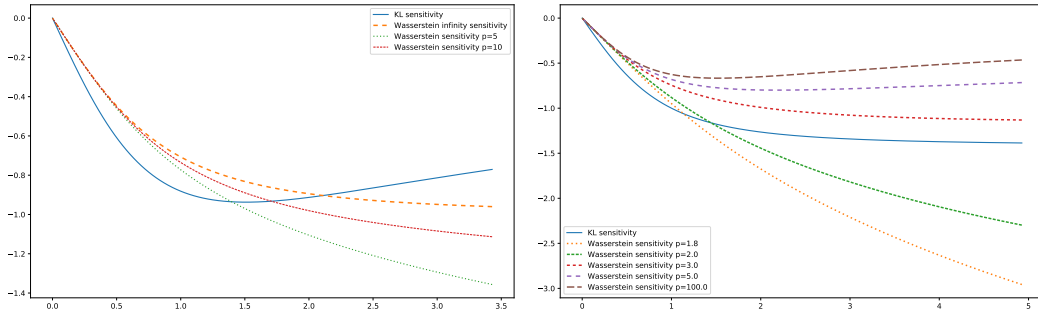 0.0
−0.2
−0.4
−0.6
−0.8
−1.0
−1.2
−1.4
0.0
0.5
1.0
1.5
2.0
2.5
3.0
3.5
KL sensitivity
Wasserstein infinity sensitivity
Wasserstein sensitivity p=5
Wasserstein sensitivity p=10
0.0
−0.5
−1.0
−1.5
−2.0
−2.5
−3.0
0
1
2
3
4
5
KL sensitivity
Wasserstein sensitivity p=1.8
Wasserstein sensitivity p=2.0
Wasserstein sensitivity p=3.0
Wasserstein sensitivity p=5.0
Wasserstein sensitivity p=100.0